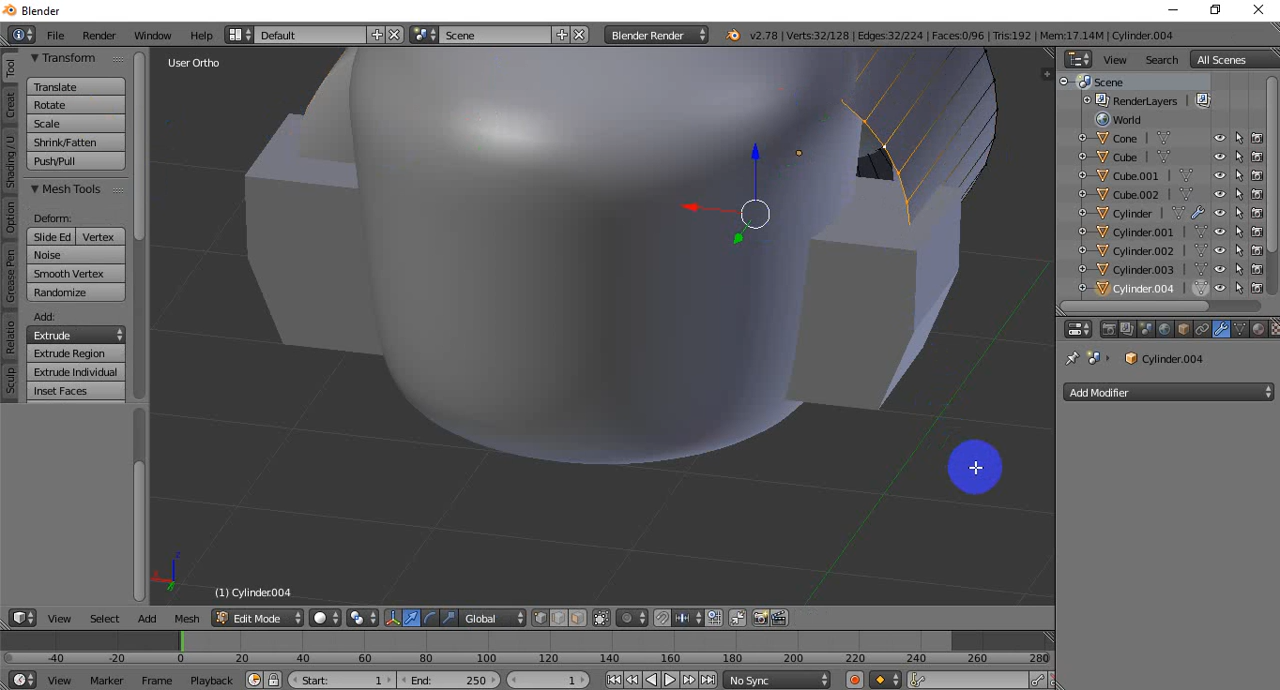 Blender
File Render Window Help Default Scene Blender Render v2.78 | Verts:32/128 | Edges:32/224 | Faces:0/96 | Tris:192 | Mem:17.14M | Cylinder.004
Transform
Translate
Rotate
Scale
Shrink/Fatten
Push/Pull
Mesh Tools
Deform:
Slide Ed Vertex
Noise
Smooth Vertex
Randomize
Add:
Extrude
Extrude Region
Extrude Individual
Inset Faces
Tool
Creat
Shading / U
Option
Grease Pen
Relatio
Sculp
User Ortho
(1) Cylinder.004
View Search All Scenes
Scene
RenderLayers
World
Cone
Cube
Cube.001
Cube.002
Cylinder
Cylinder.001
Cylinder.002
Cylinder.003
Cylinder.004
Cylinder.004
Add Modifier
View Select Add Mesh Edit Mode Global
-40 -20 0 20 40 60 80 100 120 140 160 180 200 220 240 260 280
View Marker Frame Playback Start: 1 End: 250 1 No Sync